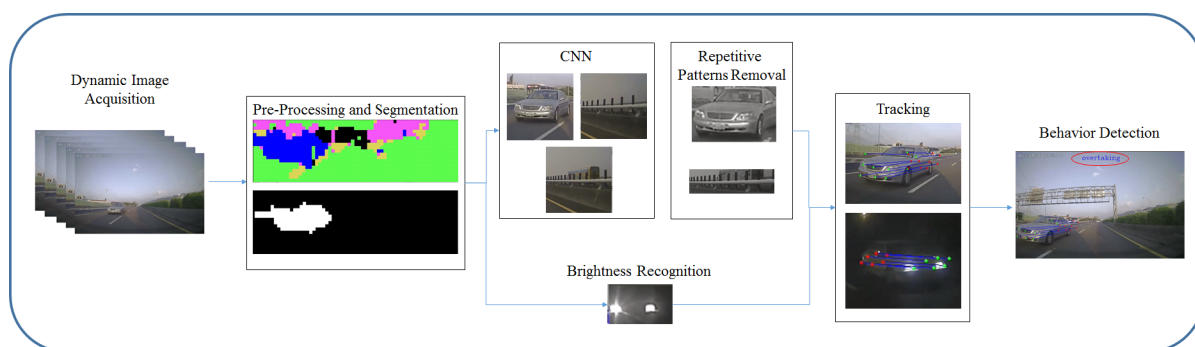 Dynamic Image
Acquisition
Pre-Processing and Segmentation
CNN
Repetitive
Patterns Removal
Brightness Recognition
Tracking
Behavior Detection
overtaking